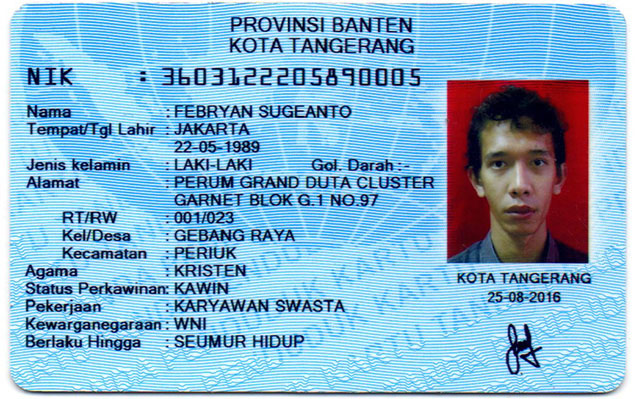 PROVINSI BANTEN
KOTA TANGERANG
NIK : 3603122205890005
Nama : FEBRYAN SUGEANTO
Tempat/Tgl Lahir : JAKARTA
22-05-1989
Jenis kelamin : LAKI-LAKI Gol. Darah :-
Alamat : PERUM GRAND DUTA CLUSTER
GARNET BLOK G.1 NO.97
RT/RW : 001/023
Kel/Desa : GEBANG RAYA
Kecamatan : PERIUK
Agama : KRISTEN
Status Perkawinan: KAWIN
Pekerjaan : KARYAWAN SWASTA
Kewarganegaraan : WNI
Berlaku Hingga : SEUMUR HIDUP
KOTA TANGERANG
25-08-2016